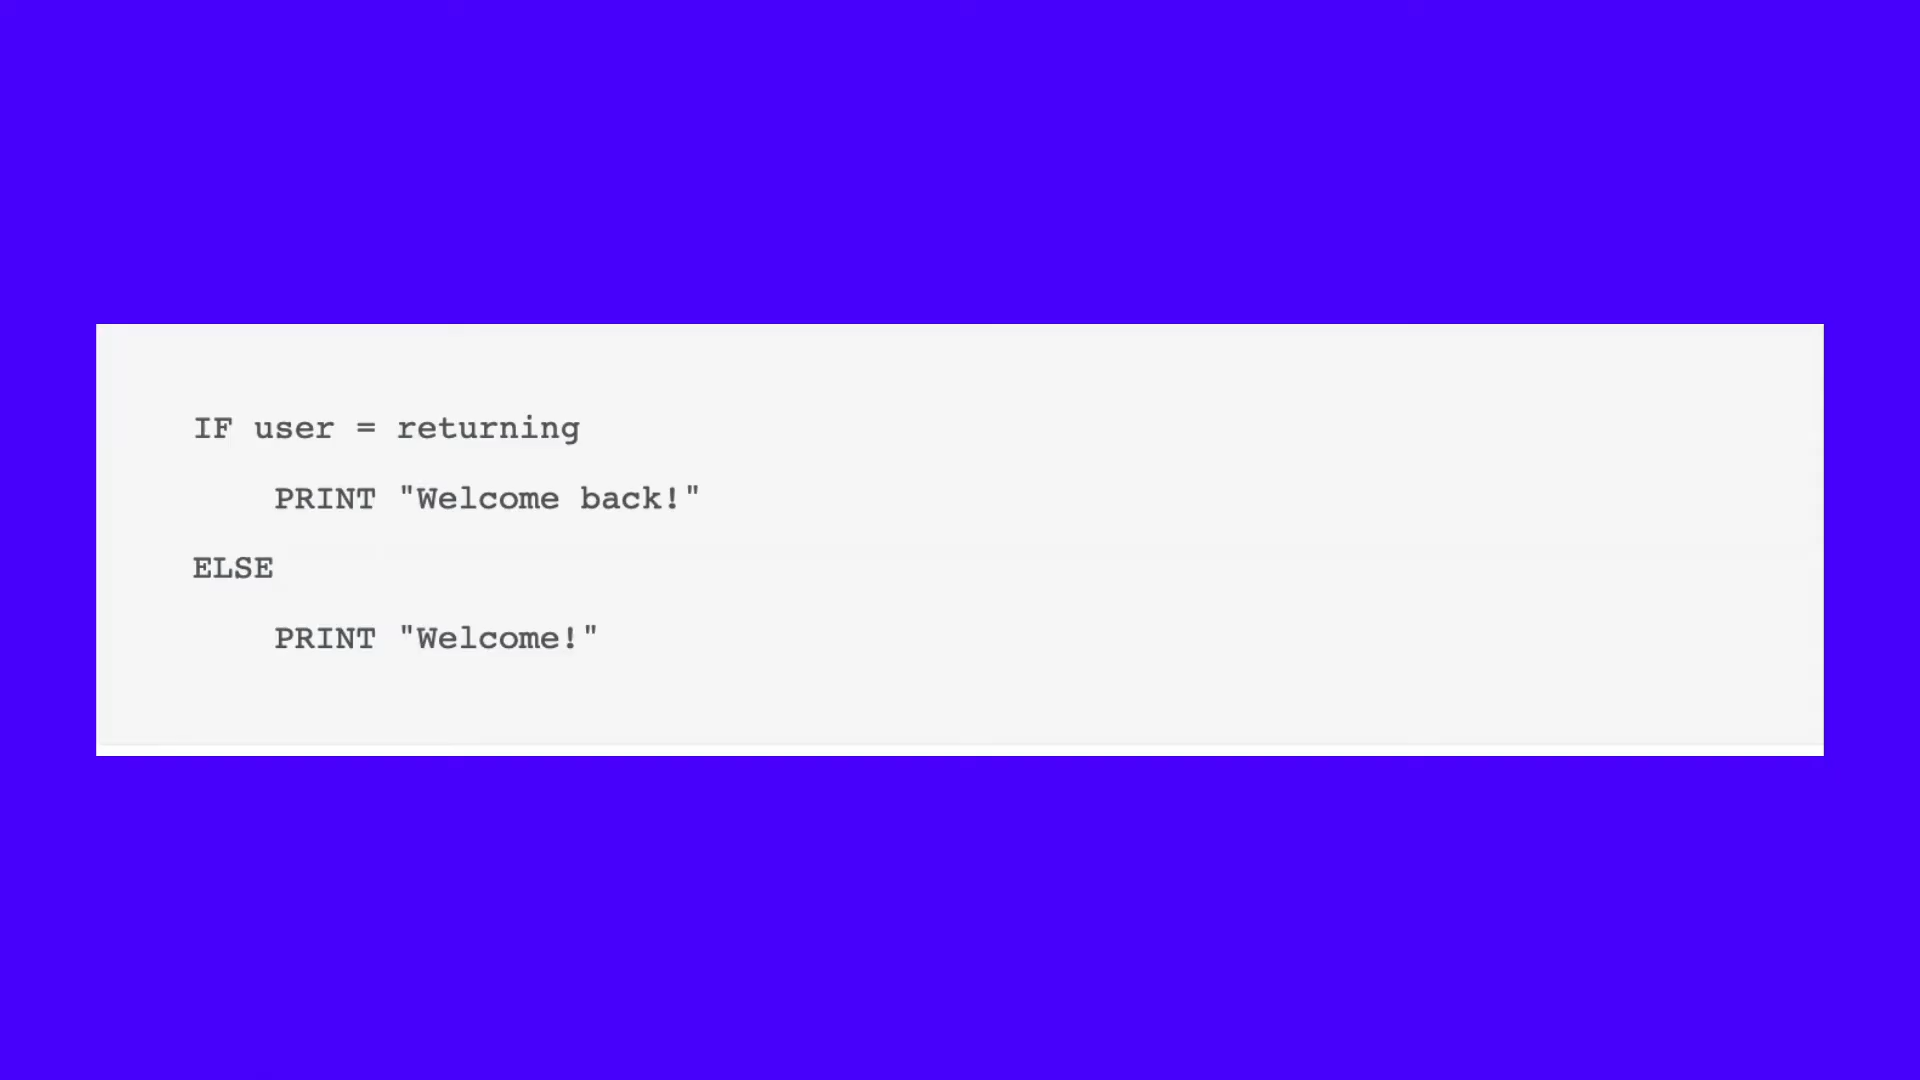 IF user = returning
    PRINT "Welcome back!"
ELSE
    PRINT "Welcome!"